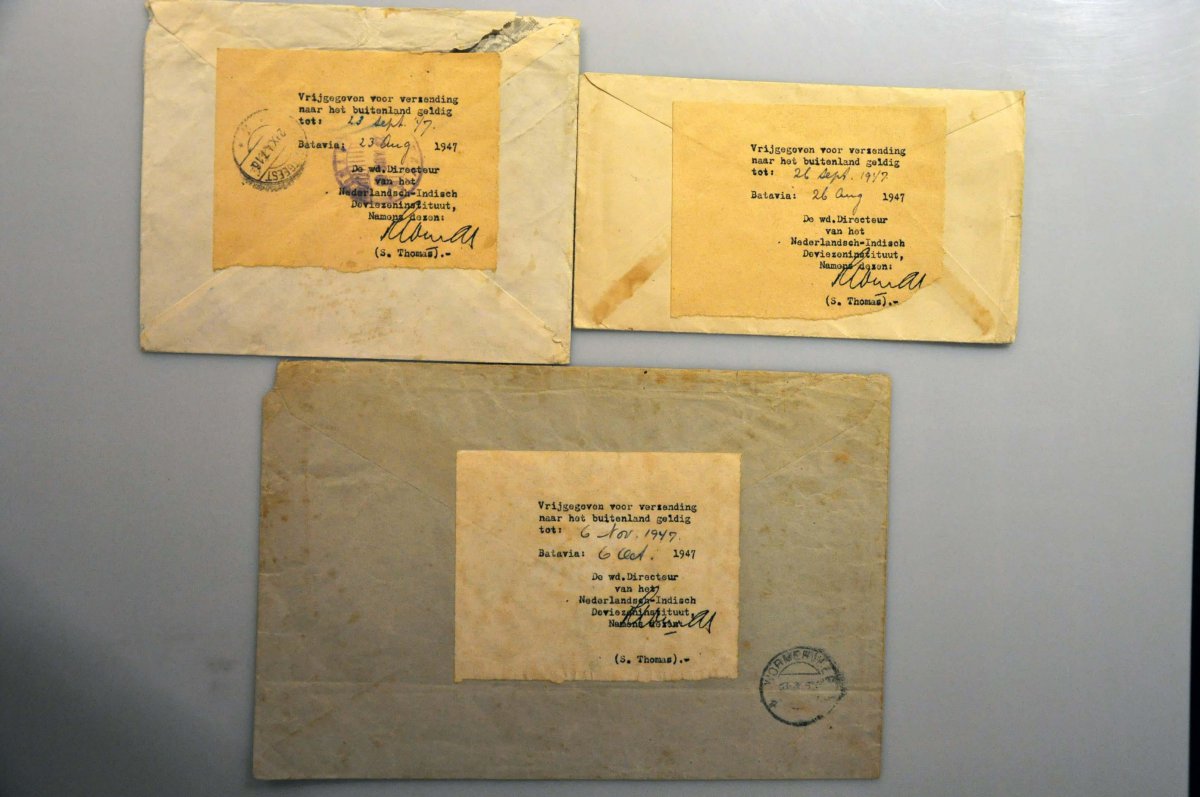 Vrijgegeven voor verzending
naar het buitenland geldig
tot: 23 sept. 47.
Batavia: 23 Aug 1947
De wd.Directeur
van het
Nederlandsch-Indisch
Deviezeninstituut,
Namens dezen:
(S. Thomas).-
Vrijgegeven voor verzending
naar het buitenland geldig
tot: 26 sept. 1947.
Batavia: 26 Aug 1947
De wd.Directeur
van het
Nederlandsch-Indisch
Deviezeninstituut,
Namens dezen:
(S. Thomas).-
Vrijgegeven voor verzending
naar het buitenland geldig
tot: 6 Nov. 1947.
Batavia: 6 Oct. 1947
De wd.Directeur
van het
Nederlandsch-Indisch
Deviezeninstituut,
Namens dezen:
(S. Thomas).-
WORMERVEER